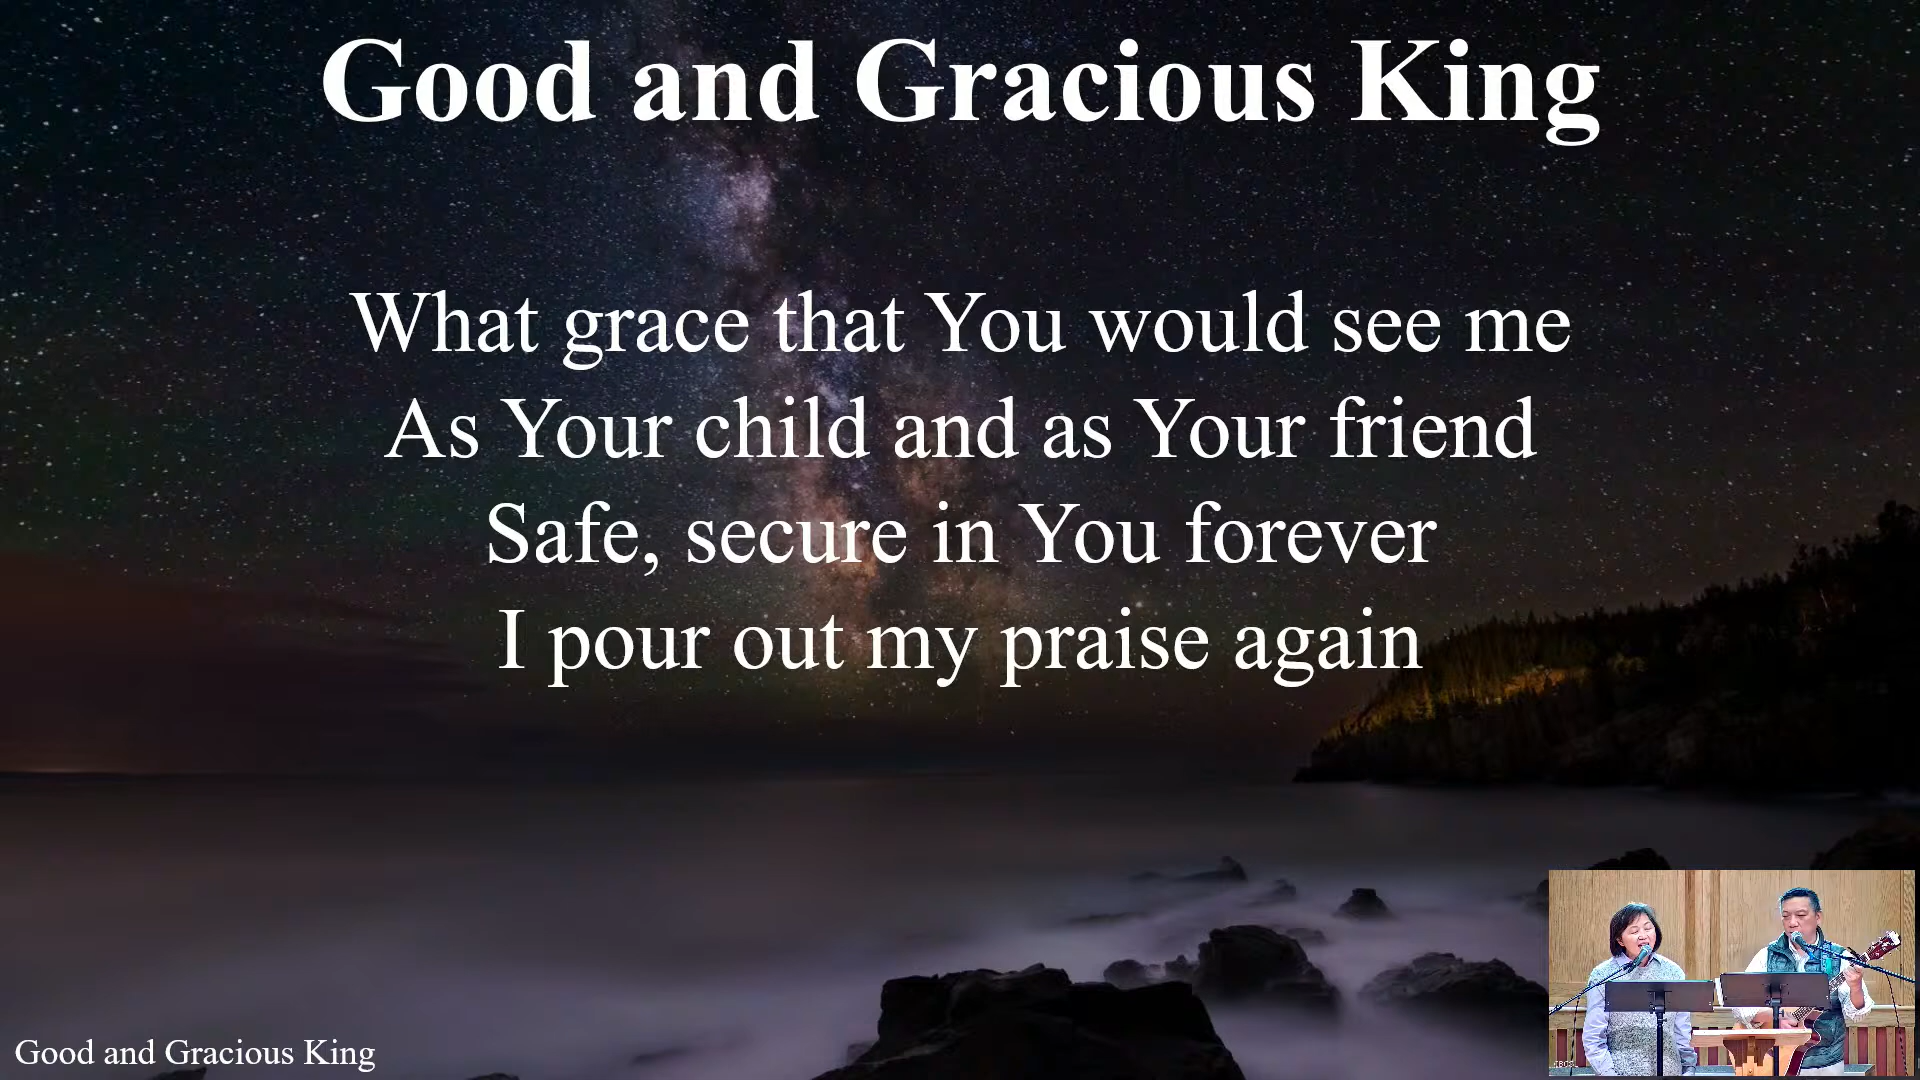 Good and Gracious King
What grace that You would see me
As Your child and as Your friend
Safe, secure in You forever
I pour out my praise again
Good and Gracious King